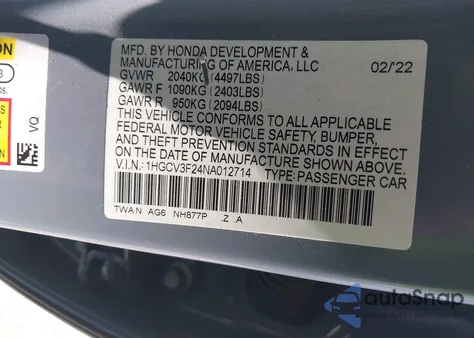 MFD. BY HONDA DEVELOPMENT &
MANUFACTURING OF AMERICA, LLC
GVWR 2040KG (4497LBS) 02/22
GAWR F 1090KG (2403LBS)
GAWR R 950KG (2094LBS)
THIS VEHICLE CONFORMS TO ALL APPLICABLE
FEDERAL MOTOR VEHICLE SAFETY, BUMPER,
AND THEFT PREVENTION STANDARDS IN EFFECT
ON THE DATE OF MANUFACTURE SHOWN ABOVE.
V.I.N.: 1HGCV3F24NA012714 TYPE: PASSENGER CAR
TWA N AG6 NH877P .Z .A
VQ
autoSnap